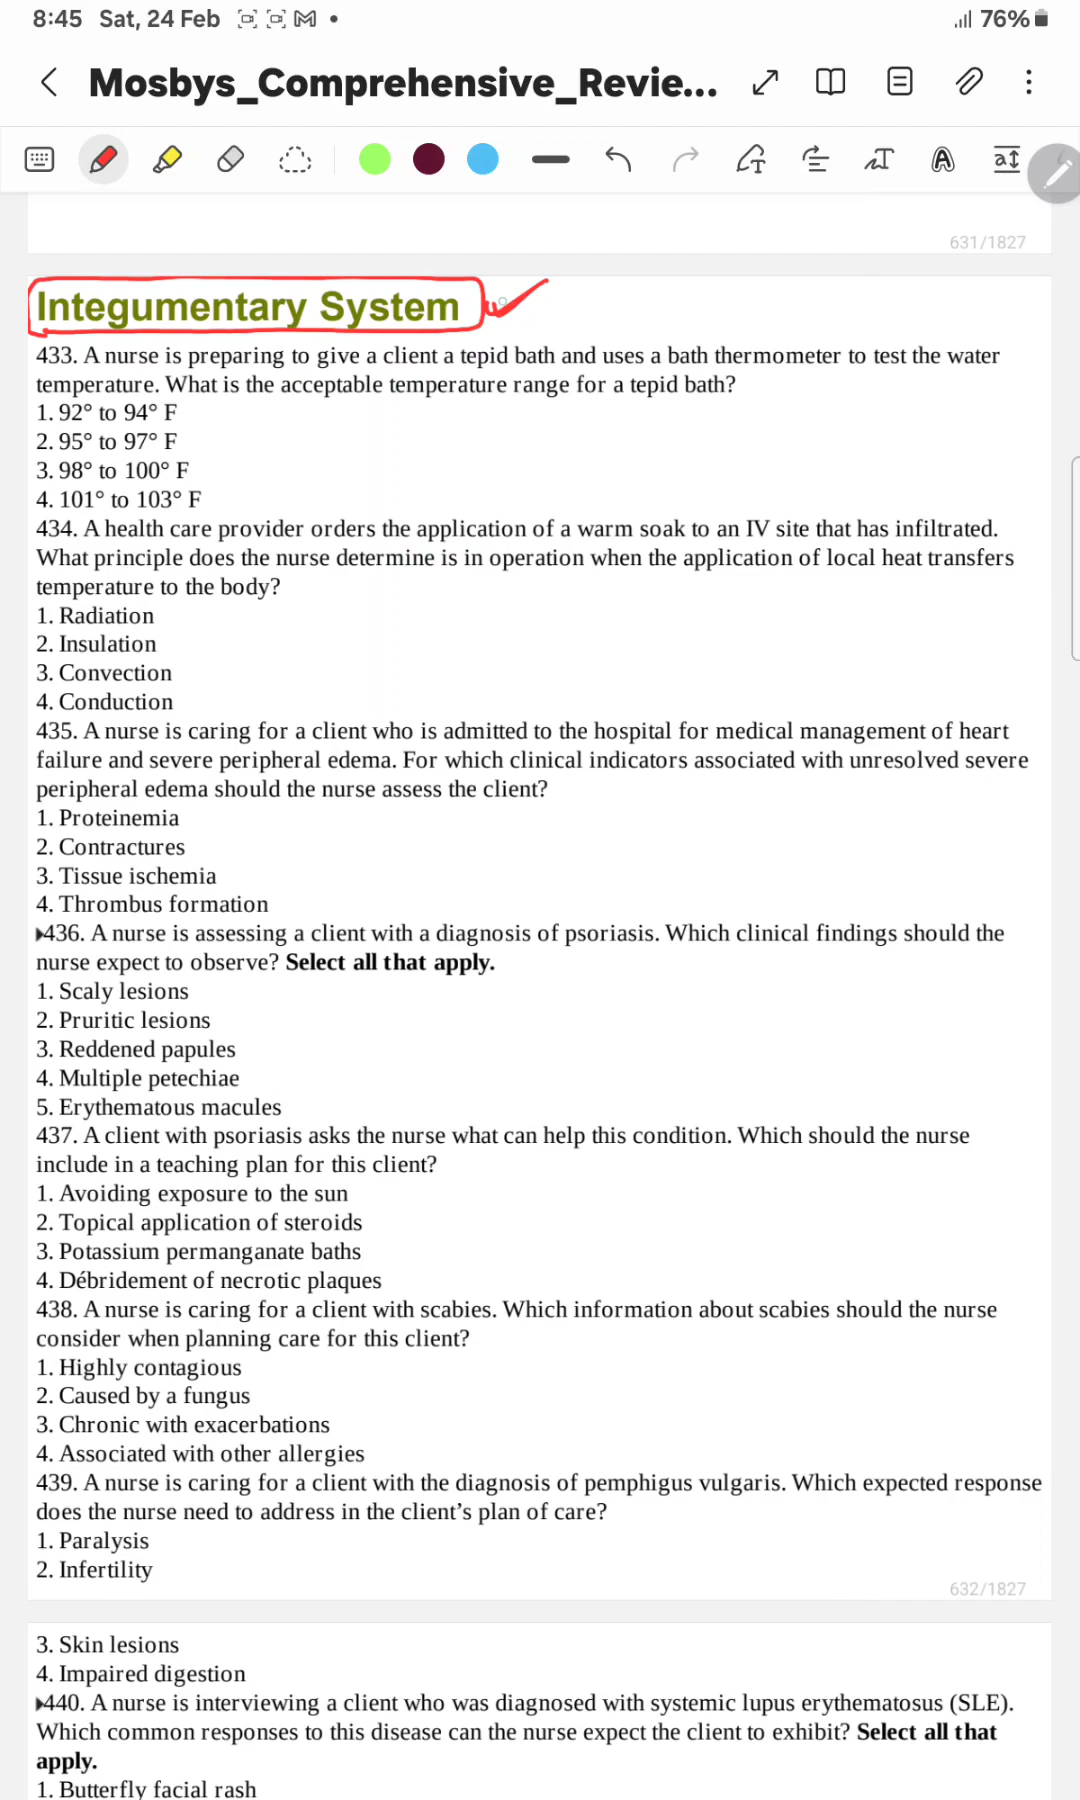 8:45 Sat, 24 Feb
76%
Mosbys_Comprehensive_Revie...
631/1827
Integumentary System
433. A nurse is preparing to give a client a tepid bath and uses a bath thermometer to test the water
temperature. What is the acceptable temperature range for a tepid bath?
1. 92° to 94° F
2. 95° to 97° F
3. 98° to 100° F
4. 101° to 103° F
434. A health care provider orders the application of a warm soak to an IV site that has infiltrated.
What principle does the nurse determine is in operation when the application of local heat transfers
temperature to the body?
1. Radiation
2. Insulation
3. Convection
4. Conduction
435. A nurse is caring for a client who is admitted to the hospital for medical management of heart
failure and severe peripheral edema. For which clinical indicators associated with unresolved severe
peripheral edema should the nurse assess the client?
1. Proteinemia
2. Contractures
3. Tissue ischemia
4. Thrombus formation
436. A nurse is assessing a client with a diagnosis of psoriasis. Which clinical findings should the
nurse expect to observe? Select all that apply.
1. Scaly lesions
2. Pruritic lesions
3. Reddened papules
4. Multiple petechiae
5. Erythematous macules
437. A client with psoriasis asks the nurse what can help this condition. Which should the nurse
include in a teaching plan for this client?
1. Avoiding exposure to the sun
2. Topical application of steroids
3. Potassium permanganate baths
4. Débridement of necrotic plaques
438. A nurse is caring for a client with scabies. Which information about scabies should the nurse
consider when planning care for this client?
1. Highly contagious
2. Caused by a fungus
3. Chronic with exacerbations
4. Associated with other allergies
439. A nurse is caring for a client with the diagnosis of pemphigus vulgaris. Which expected response
does the nurse need to address in the client’s plan of care?
1. Paralysis
2. Infertility
632/1827
3. Skin lesions
4. Impaired digestion
440. A nurse is interviewing a client who was diagnosed with systemic lupus erythematosus (SLE).
Which common responses to this disease can the nurse expect the client to exhibit? Select all that
apply.
1. Butterfly facial rash